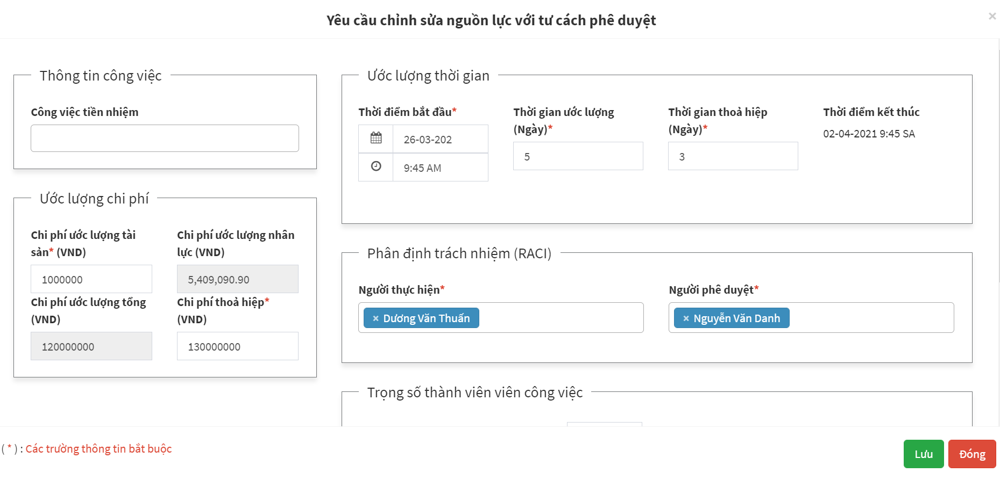 Yêu cầu chỉnh sửa nguồn lực với tư cách phê duyệt
×
Thông tin công việc
Công việc tiền nhiệm
Ước lượng chi phí
Chi phí ước lượng tài
sản* (VND)
1000000
Chi phí ước lượng nhân
lực (VND)
5,409,090.90
Chi phí ước lượng tổng
(VND)
120000000
Chi phí thoả hiệp*
(VND)
130000000
Ước lượng thời gian
Thời điểm bắt đầu*
26-03-202
9:45 AM
Thời gian ước lượng
(Ngày)*
5
Thời gian thoả hiệp
(Ngày)*
3
Thời điểm kết thúc
02-04-2021 9:45 SA
Phân định trách nhiệm (RACI)
Người thực hiện*
× Dương Văn Thuấn
Người phê duyệt*
× Nguyễn Văn Danh
Trọng số thành viên viên công việc
( * ) : Các trường thông tin bắt buộc
Lưu
Đóng